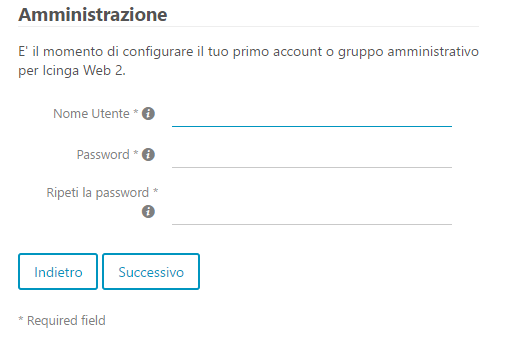 Amministrazione
E' il momento di configurare il tuo primo account o gruppo amministrativo
per Icinga Web 2.
Nome Utente *
Password *
Ripeti la password *
Indietro
Successivo
* Required field